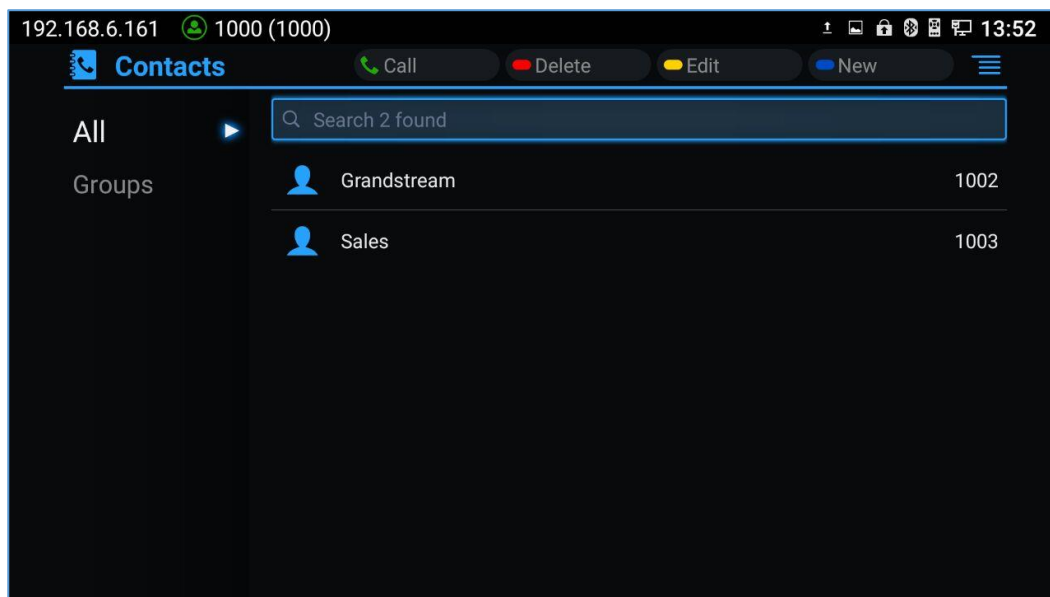 192.168.6.161 1000 (1000) 13:52
Contacts Call Delete Edit New
All
Groups
Search 2 found
Grandstream 1002
Sales 1003